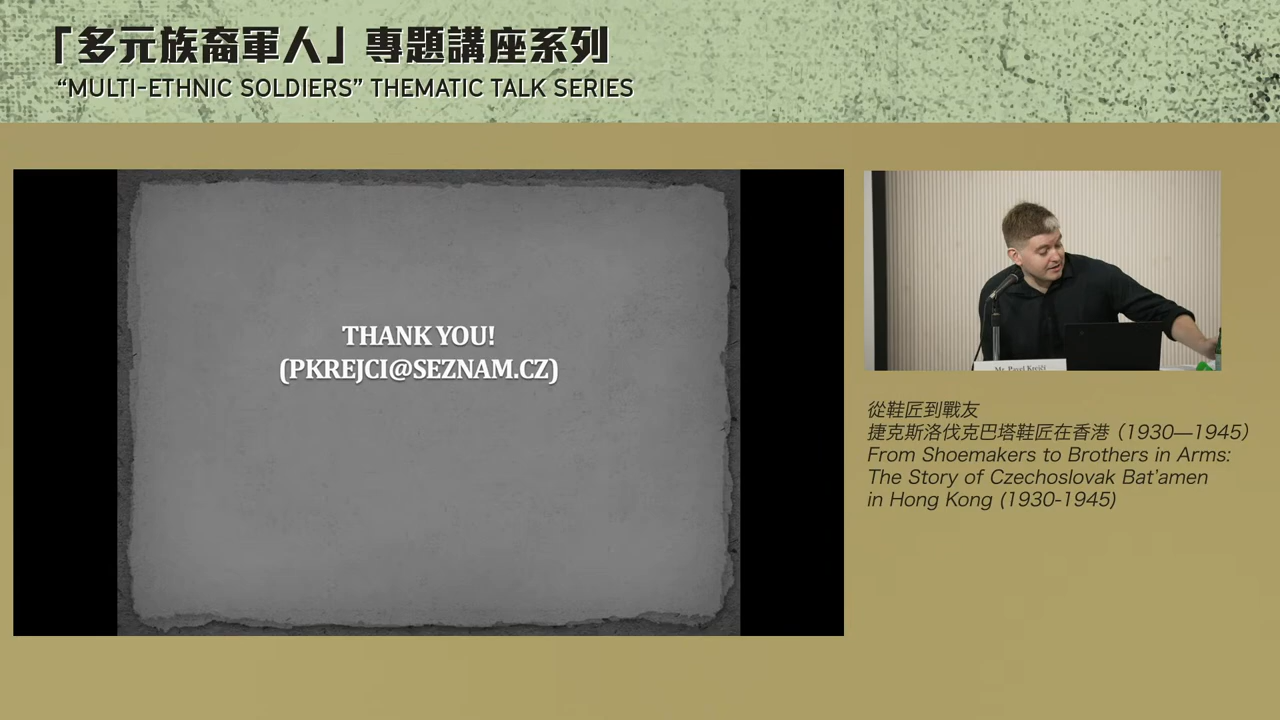 「多元族裔軍人」專題講座系列
“MULTI-ETHNIC SOLDIERS” THEMATIC TALK SERIES
THANK YOU!
(PKREJCI@SEZNAM.CZ)
Mr. Pavel Krejčí
從鞋匠到戰友
捷克斯洛伐克巴塔鞋匠在香港（1930—1945）
From Shoemakers to Brothers in Arms:
The Story of Czechoslovak Bat’amen
in Hong Kong (1930-1945)